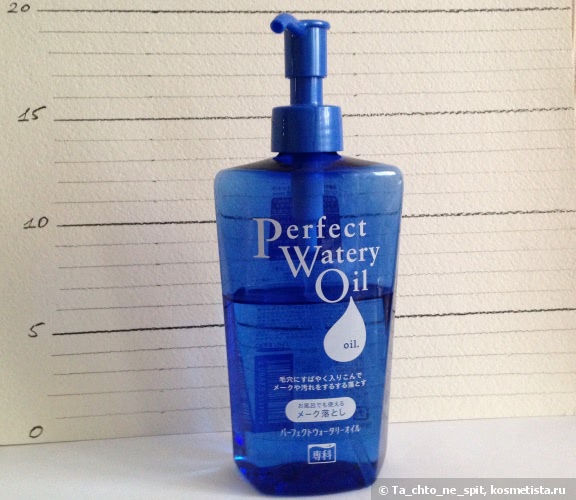 20
15
10
5
0
Perfect
Watery
Oil
oil.
毛穴にすばやく入りこんで
メークや汚れをするする落とす
お風呂でも使える
メーク落とし
パーフェクトウォータリーオイル
専科
© Ta_chto_ne_spit, kosmetista.ru